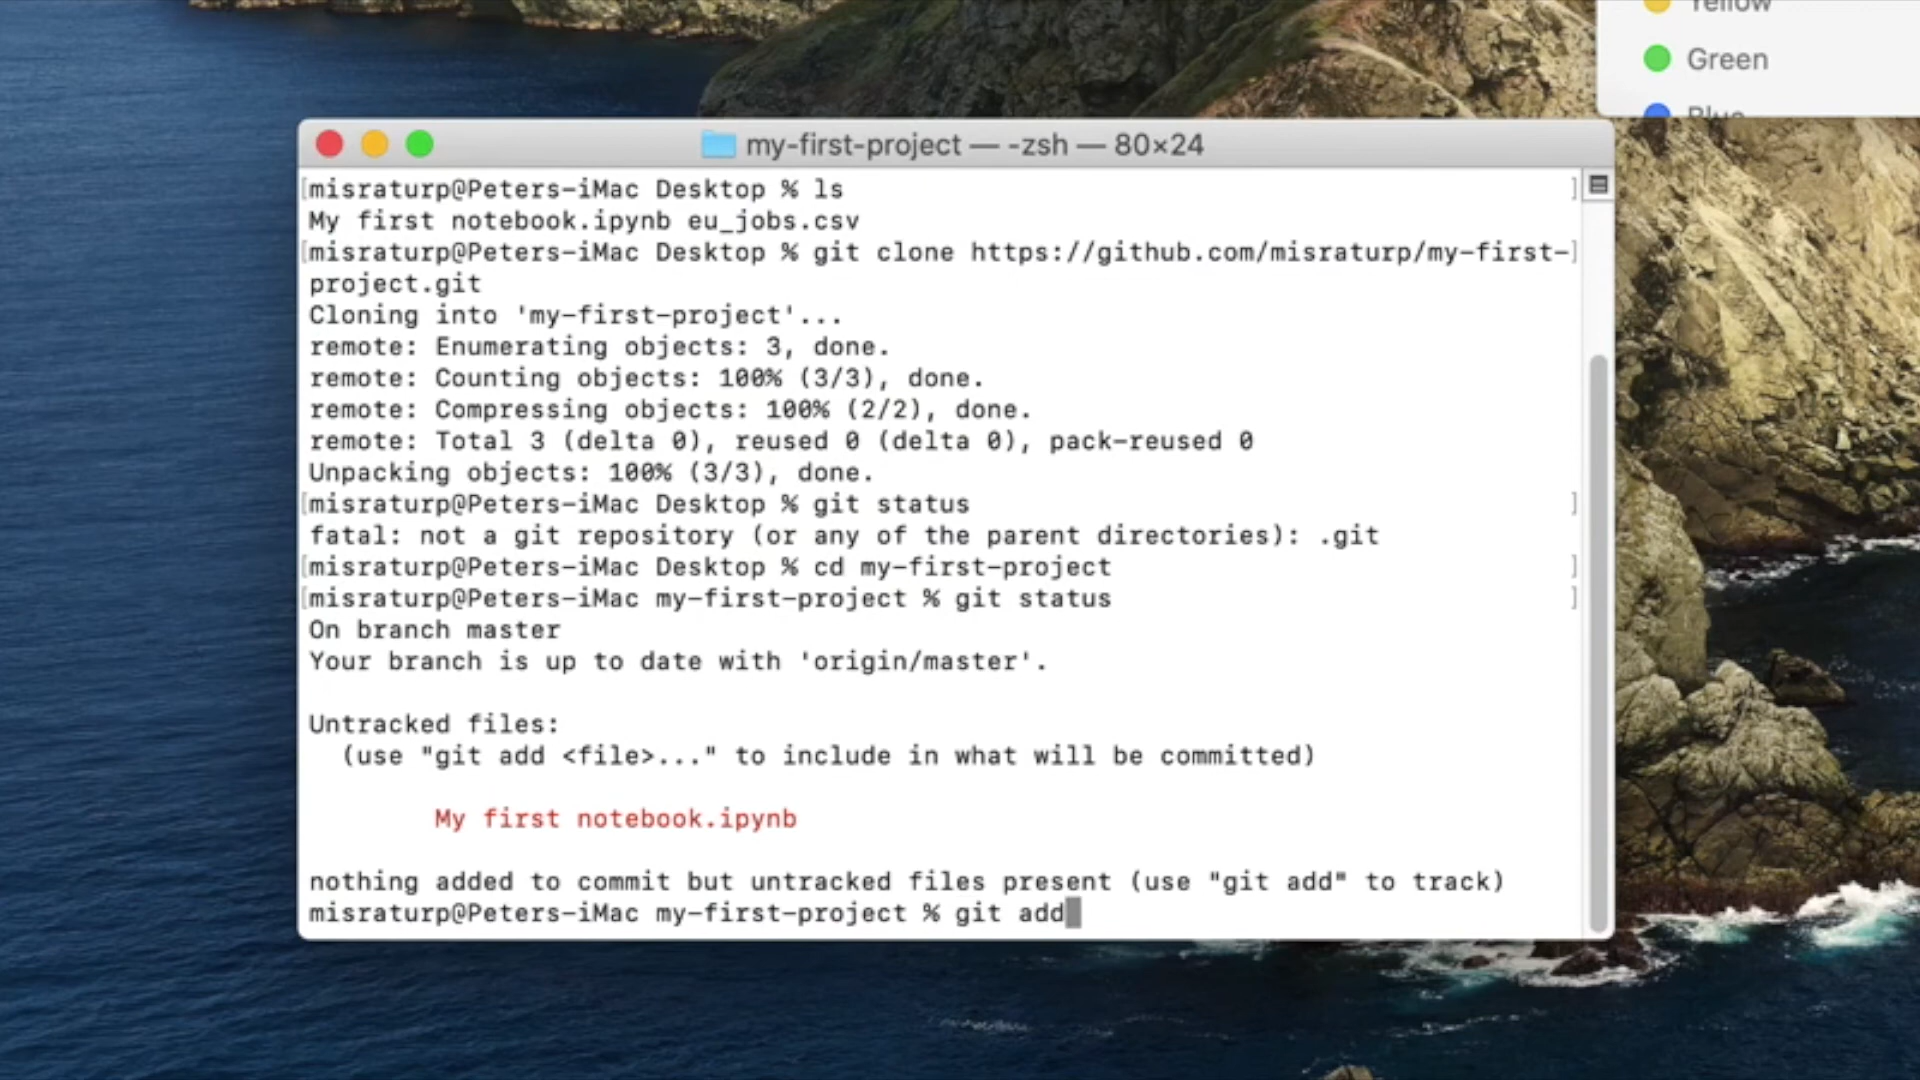 Yellow
Green
Blue
my-first-project — -zsh — 80×24
[misraturp@Peters-iMac Desktop % ls ]
My first notebook.ipynb eu_jobs.csv
[misraturp@Peters-iMac Desktop % git clone https://github.com/misraturp/my-first-]
project.git
Cloning into 'my-first-project'...
remote: Enumerating objects: 3, done.
remote: Counting objects: 100% (3/3), done.
remote: Compressing objects: 100% (2/2), done.
remote: Total 3 (delta 0), reused 0 (delta 0), pack-reused 0
Unpacking objects: 100% (3/3), done.
[misraturp@Peters-iMac Desktop % git status ]
fatal: not a git repository (or any of the parent directories): .git
[misraturp@Peters-iMac Desktop % cd my-first-project ]
[misraturp@Peters-iMac my-first-project % git status ]
On branch master
Your branch is up to date with 'origin/master'.
Untracked files:
(use "git add <file>..." to include in what will be committed)
My first notebook.ipynb
nothing added to commit but untracked files present (use "git add" to track)
misraturp@Peters-iMac my-first-project % git add